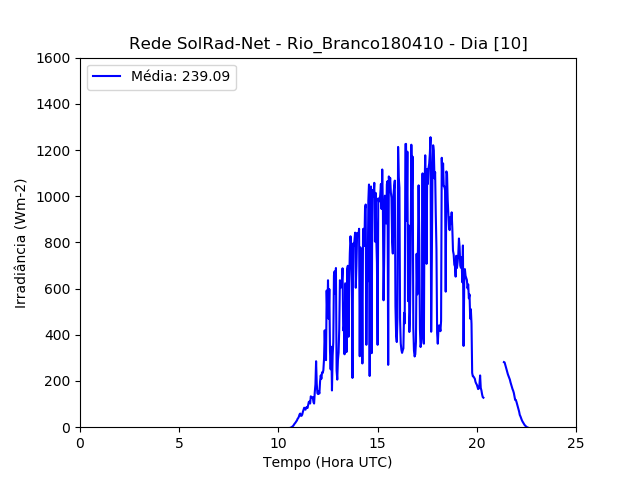 Rede SolRad-Net - Rio_Branco180410 - Dia [10]
Média: 239.09
Irradiância (Wm-2)
1600
1400
1200
1000
800
600
400
200
0
0 5 10 15 20 25
Tempo (Hora UTC)